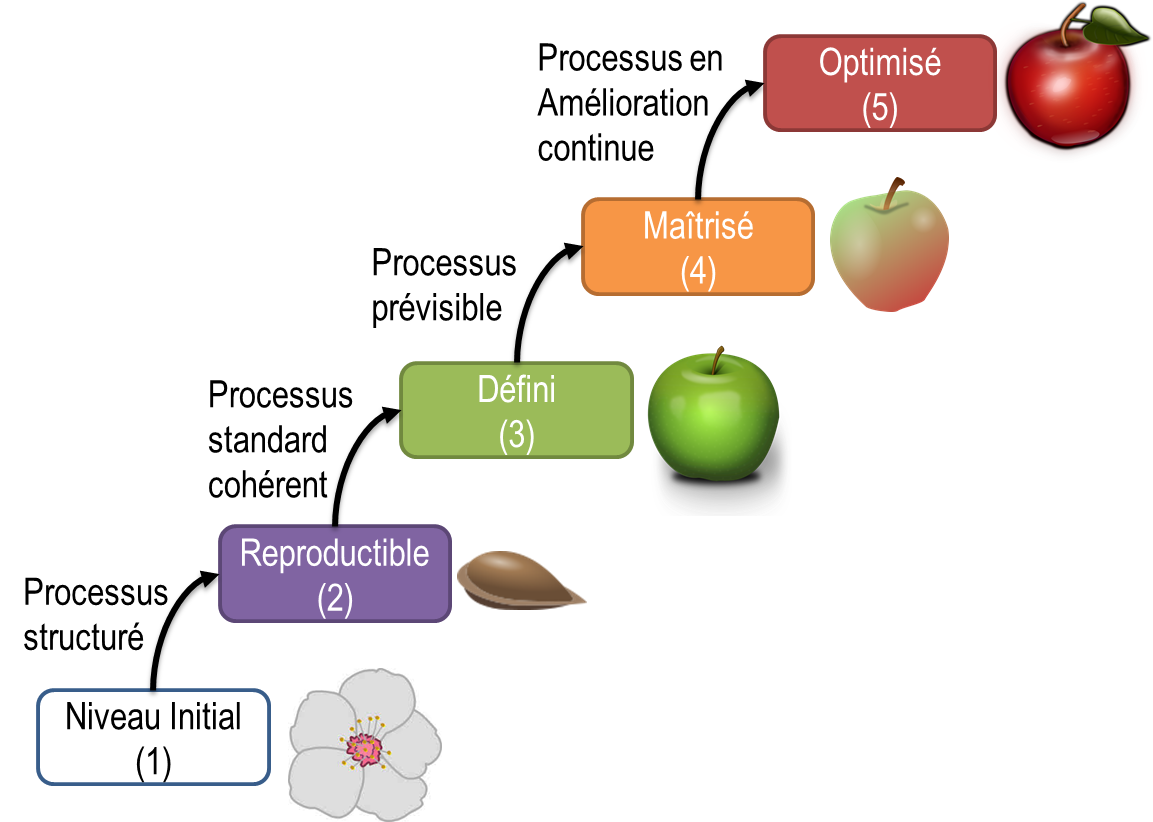 Processus en
Amélioration
continue
Optimisé
(5)
Maîtrisé
(4)
Processus
prévisible
Défini
(3)
Processus
standard
cohérent
Reproductible
(2)
Processus
structuré
Niveau Initial
(1)